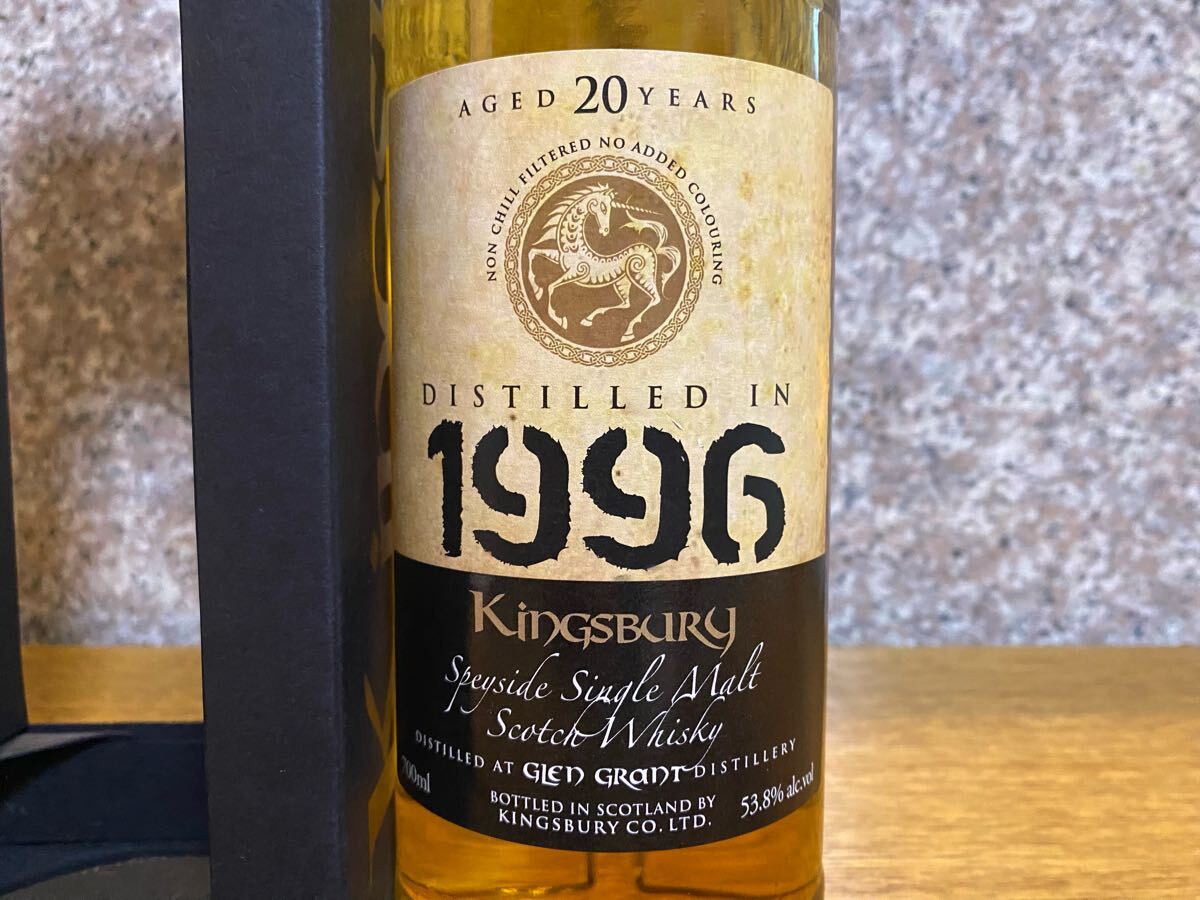 AGED 20 YEARS
NON CHILL FILTERED NO ADDED COLOURING
DISTILLED IN
1996
Kingsbury
Speyside Single Malt
Scotch Whisky
DISTILLED AT GLEN GRANT DISTILLERY
700ml
53.8% alc.vol
BOTTLED IN SCOTLAND BY
KINGSBURY CO. LTD.